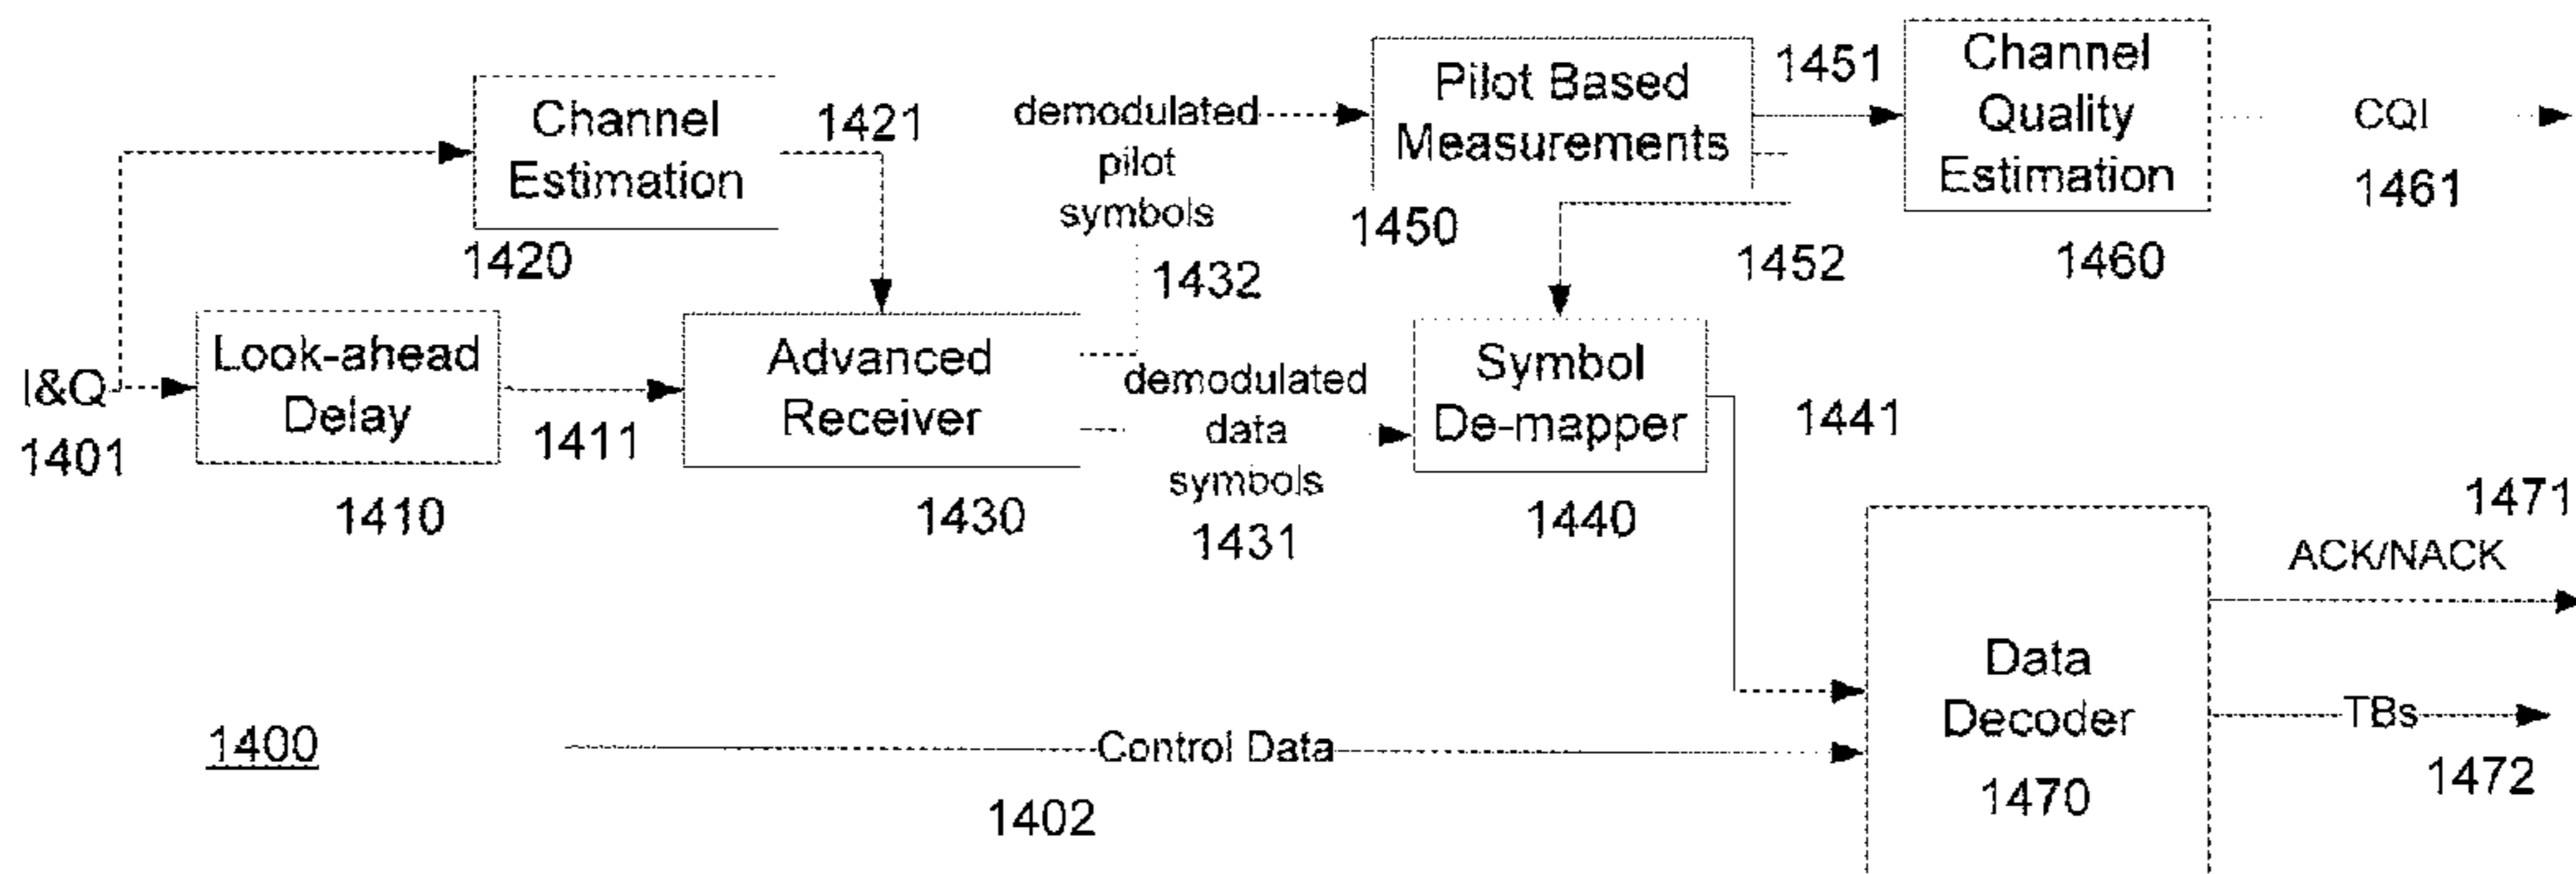 Channel
Estimation
1420
1421
demodulated
pilot
symbols
1432
Pilot Based
Measurements
1450
1451
1452
Channel
Quality
Estimation
1460
CQI
1461
I&Q
1401
Look-ahead
Delay
1410
1411
Advanced
Receiver
1430
demodulated
data
symbols
1431
Symbol
De-mapper
1440
1441
1400
Control Data
1402
Data
Decoder
1470
1471
ACK/NACK
TBs
1472